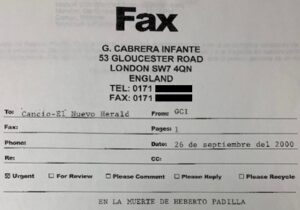 Fax
G. CABRERA INFANTE
53 GLOUCESTER ROAD
LONDON SW7 4QN
ENGLAND
TEL: 0171
FAX: 0171
To: Cancio-El Nuevo Herald From: GCI
Fax: Pages: 1
Phone: Date: 26 de septiembre del 2000
Re: CC:
☑ Urgent ☐ For Review ☐ Please Comment ☐ Please Reply ☐ Please Recycle
EN LA MUERTE DE HEBERTO PADILLA